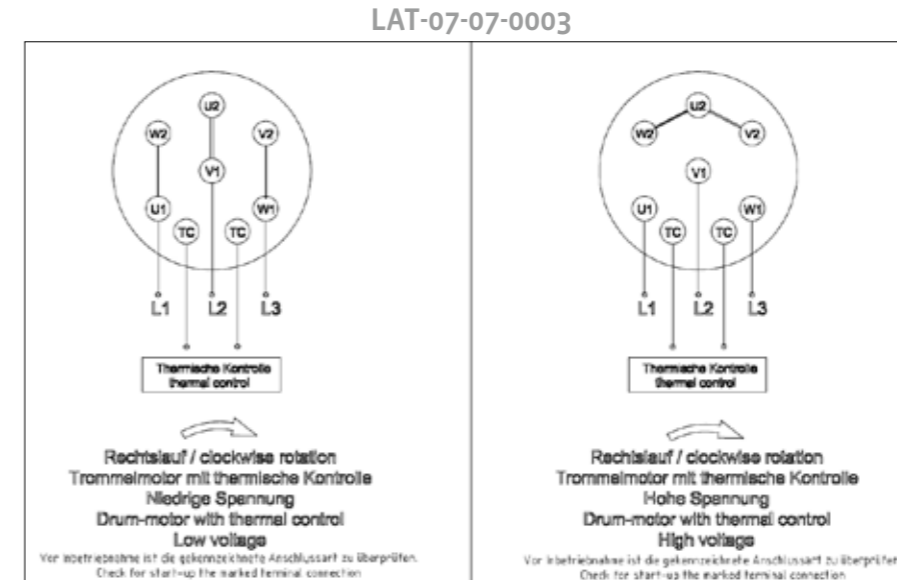 LAT-07-07-0003
U2
W2
V2
V1
U1
W1
TC
TC
L1
L2
L3
Thermische Kontrolle
thermal control
Rechtslauf / clockwise rotation
Trommelmotor mit thermische Kontrolle
Niedrige Spannung
Drum-motor with thermal control
Low voltage
Vor Inbetriebnahme ist die gekennzeichnete Anschlussart zu überprüfen.
Check for start-up the marked terminal connection
U2
W2
V2
V1
U1
W1
TC
TC
L1
L2
L3
Thermische Kontrolle
thermal control
Rechtslauf / clockwise rotation
Trommelmotor mit thermische Kontrolle
Hohe Spannung
Drum-motor with thermal control
High voltage
Vor Inbetriebnahme ist die gekennzeichnete Anschlussart zu überprüfen
Check for start-up the marked terminal connection